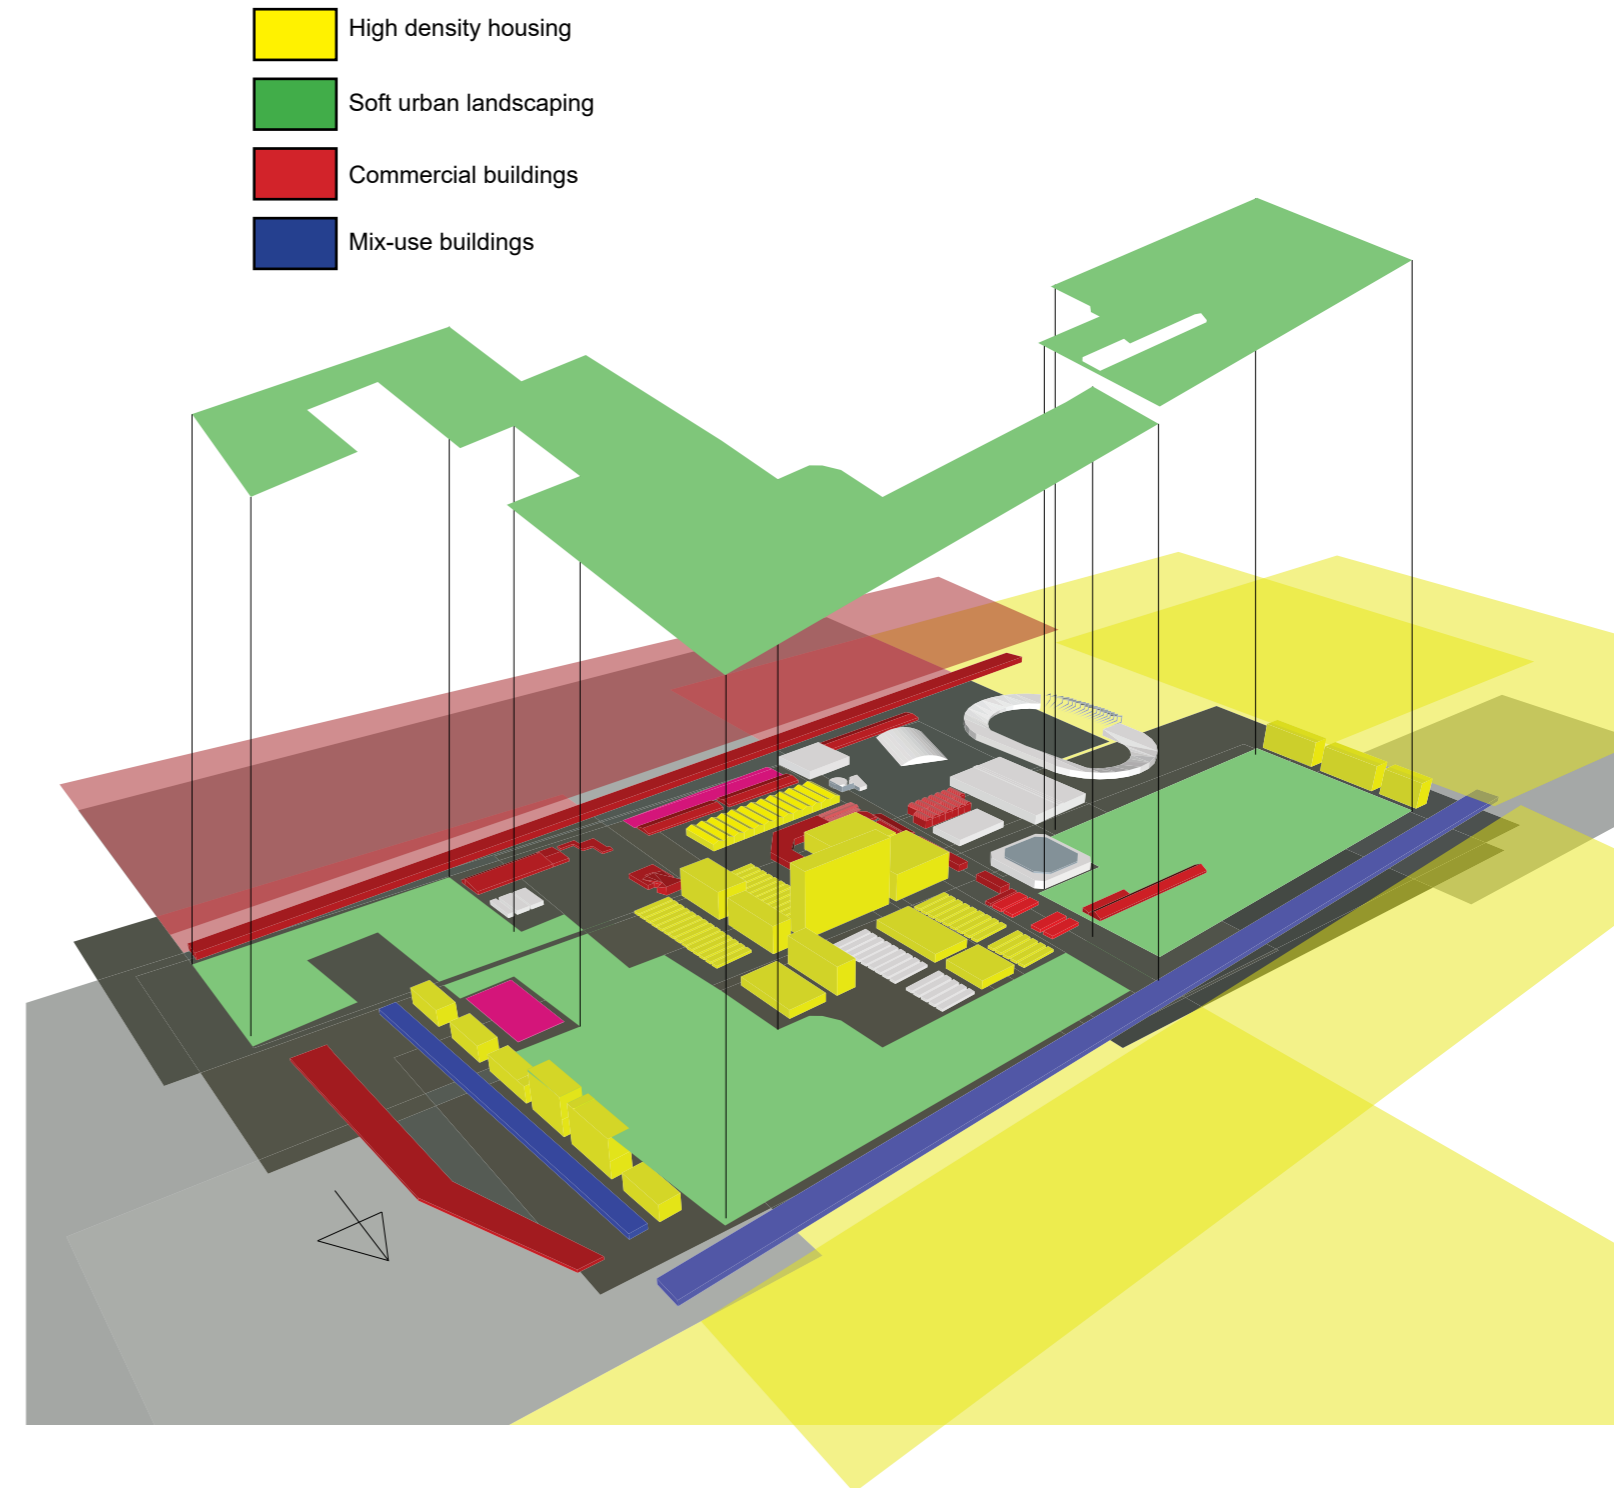 High density housing
Soft urban landscaping
Commercial buildings
Mix-use buildings